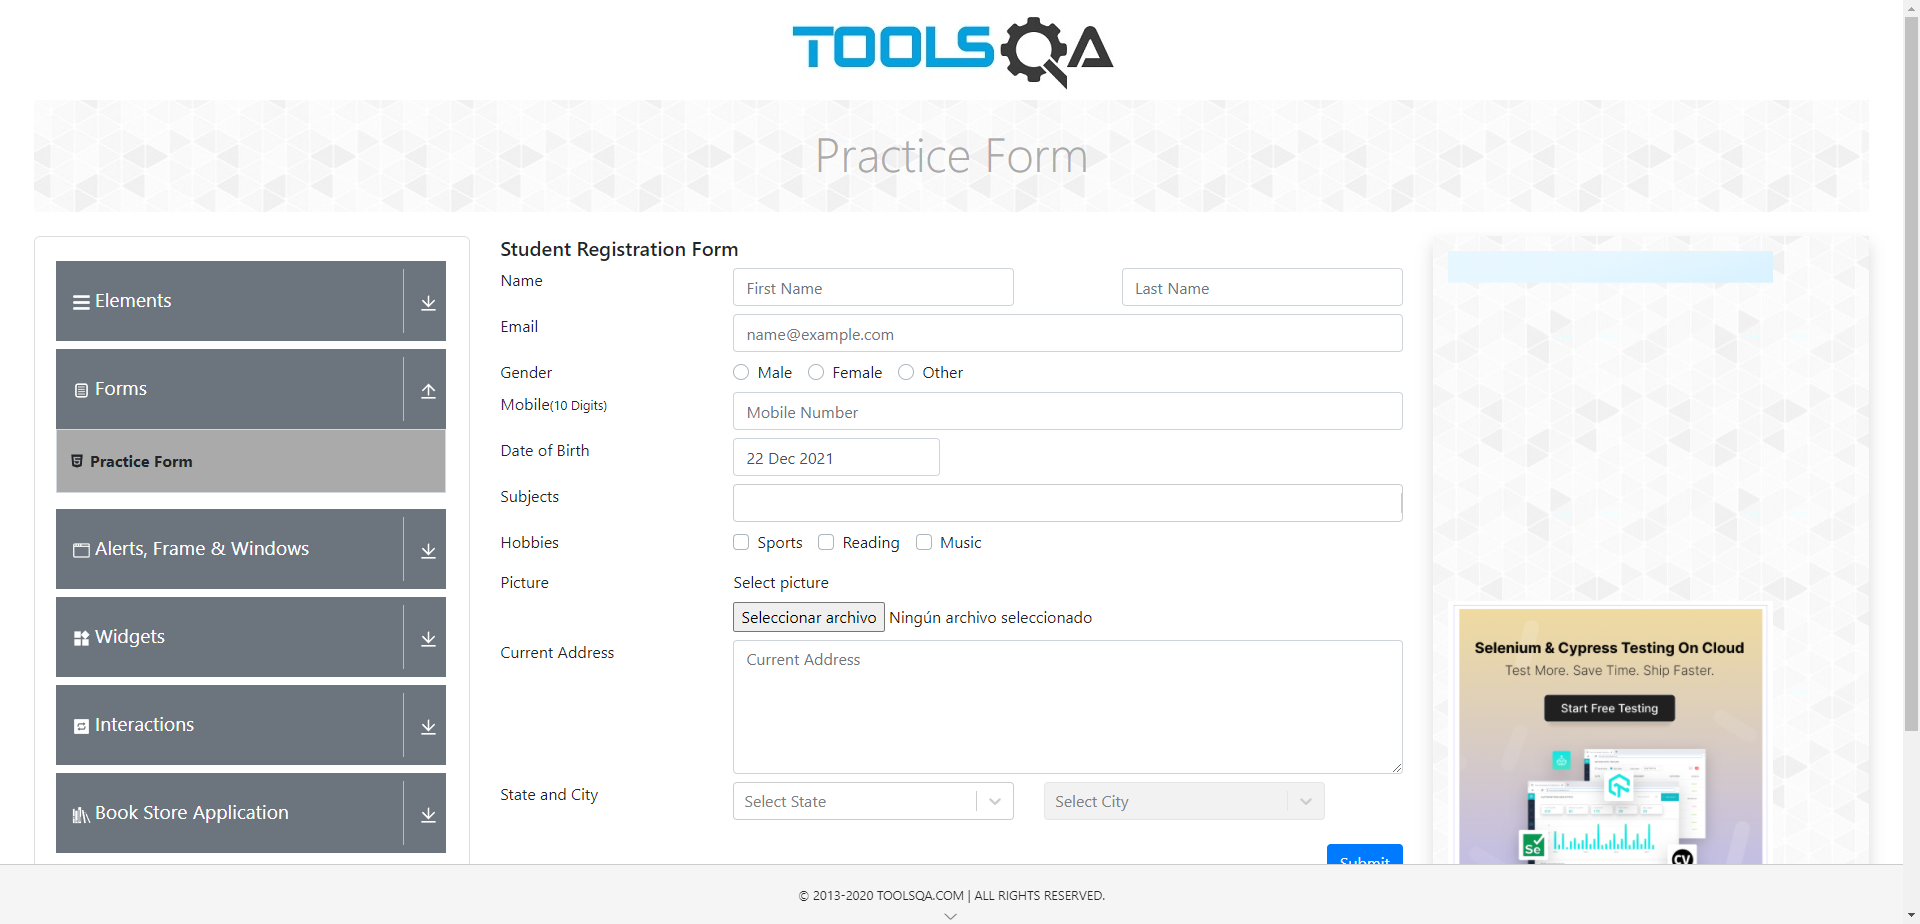 TOOLSQA
Practice Form
Elements
Forms
Practice Form
Alerts, Frame & Windows
Widgets
Interactions
Book Store Application
Student Registration Form
Name
First Name
Last Name
Email
name@example.com
Gender
Male
Female
Other
Mobile(10 Digits)
Mobile Number
Date of Birth
22 Dec 2021
Subjects
Hobbies
Sports
Reading
Music
Picture
Select picture
Seleccionar archivo
Ningún archivo seleccionado
Current Address
Current Address
State and City
Select State
Select City
Submit
Selenium & Cypress Testing On Cloud
Test More. Save Time. Ship Faster.
Start Free Testing
Se
CV
© 2013-2020 TOOLSQA.COM | ALL RIGHTS RESERVED.